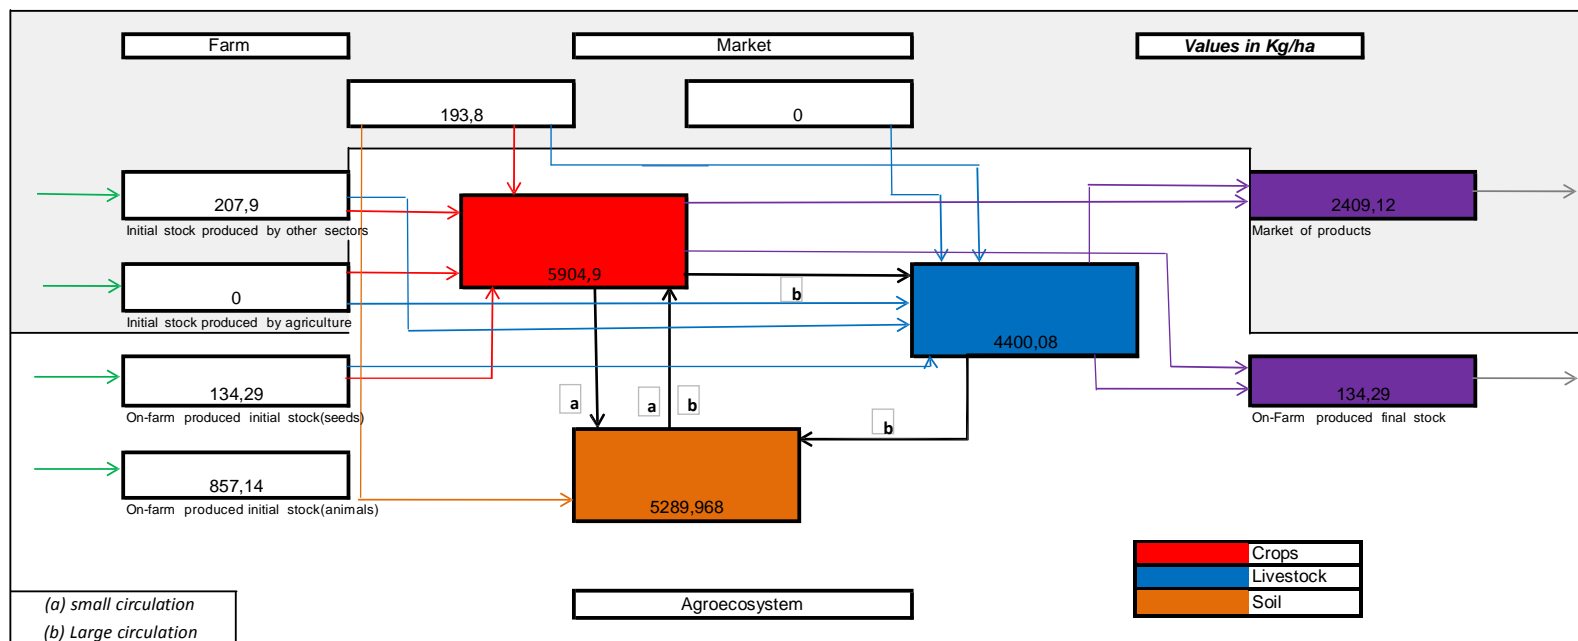 Farm
Market
Values in Kg/ha
193,8
0
207,9
Initial stock produced by other sectors
2409,12
Market of products
5904,9
0
Initial stock produced by agriculture
b
4400,08
134,29
On-farm produced initial stock(seeds)
134,29
On-Farm produced final stock
a
a
b
b
857,14
On-farm produced initial stock(animals)
5289,968
Crops
Livestock
Soil
Agroecosystem
(a) small circulation
(b) Large circulation